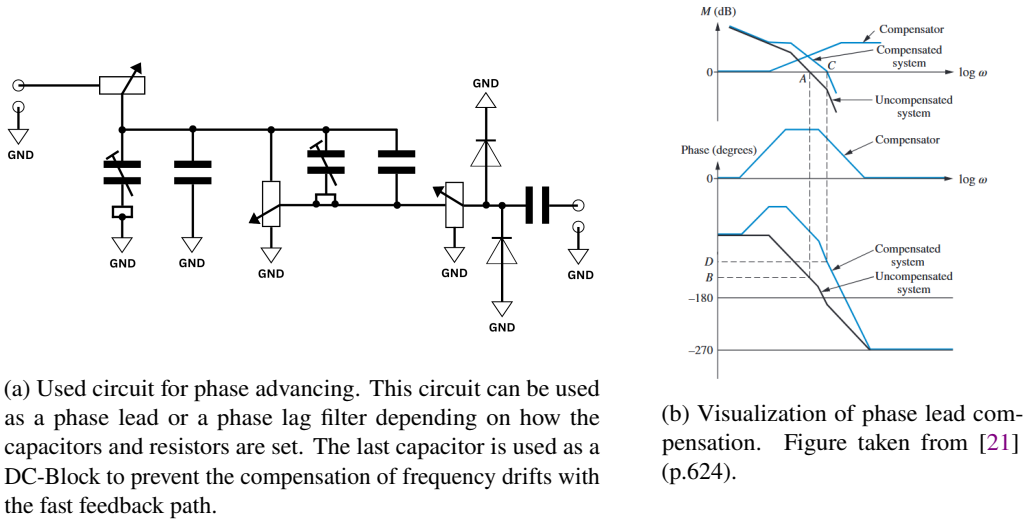 GND
GND
GND
GND
GND
GND
GND
GND
M (dB)
Compensator
Compensated
system
0
A
C
log ω
Uncompensated
system
Phase (degrees)
Compensator
0
log ω
Compensated
system
D
B
Uncompensated
system
−180
−270
(a) Used circuit for phase advancing. This circuit can be used
as a phase lead or a phase lag filter depending on how the
capacitors and resistors are set. The last capacitor is used as a
DC-Block to prevent the compensation of frequency drifts with
the fast feedback path.
(b) Visualization of phase lead com-
pensation. Figure taken from [21]
(p.624).